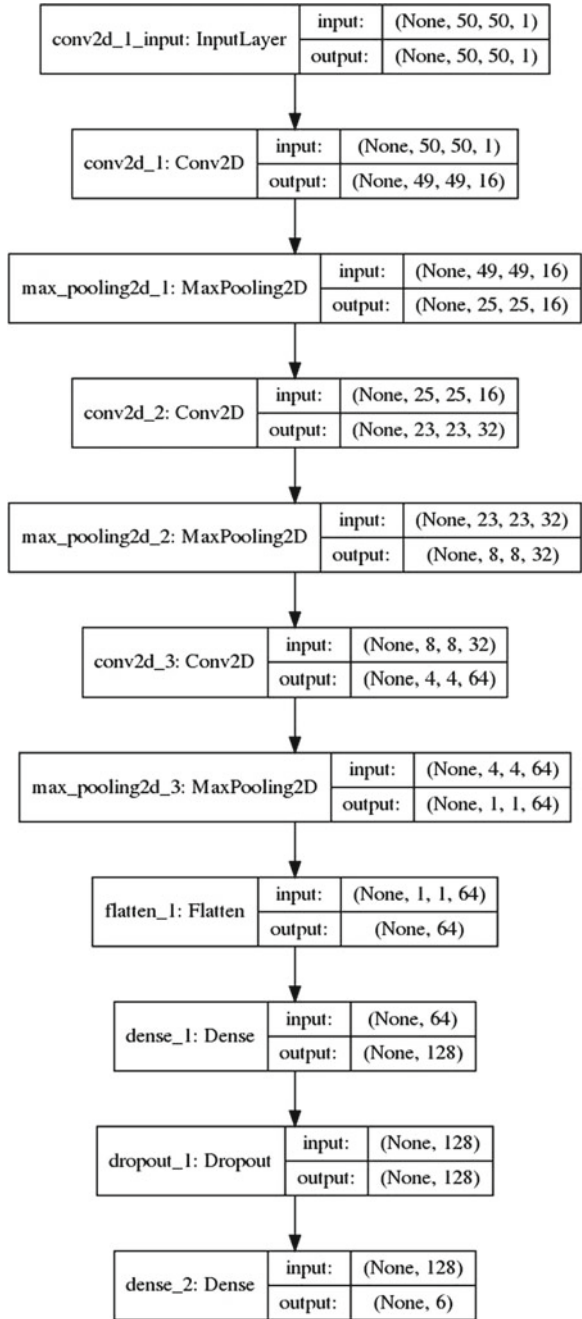 conv2d_1_input: InputLayer
input: (None, 50, 50, 1)
output: (None, 50, 50, 1)
conv2d_1: Conv2D
input: (None, 50, 50, 1)
output: (None, 49, 49, 16)
max_pooling2d_1: MaxPooling2D
input: (None, 49, 49, 16)
output: (None, 25, 25, 16)
conv2d_2: Conv2D
input: (None, 25, 25, 16)
output: (None, 23, 23, 32)
max_pooling2d_2: MaxPooling2D
input: (None, 23, 23, 32)
output: (None, 8, 8, 32)
conv2d_3: Conv2D
input: (None, 8, 8, 32)
output: (None, 4, 4, 64)
max_pooling2d_3: MaxPooling2D
input: (None, 4, 4, 64)
output: (None, 1, 1, 64)
flatten_1: Flatten
input: (None, 1, 1, 64)
output: (None, 64)
dense_1: Dense
input: (None, 64)
output: (None, 128)
dropout_1: Dropout
input: (None, 128)
output: (None, 128)
dense_2: Dense
input: (None, 128)
output: (None, 6)